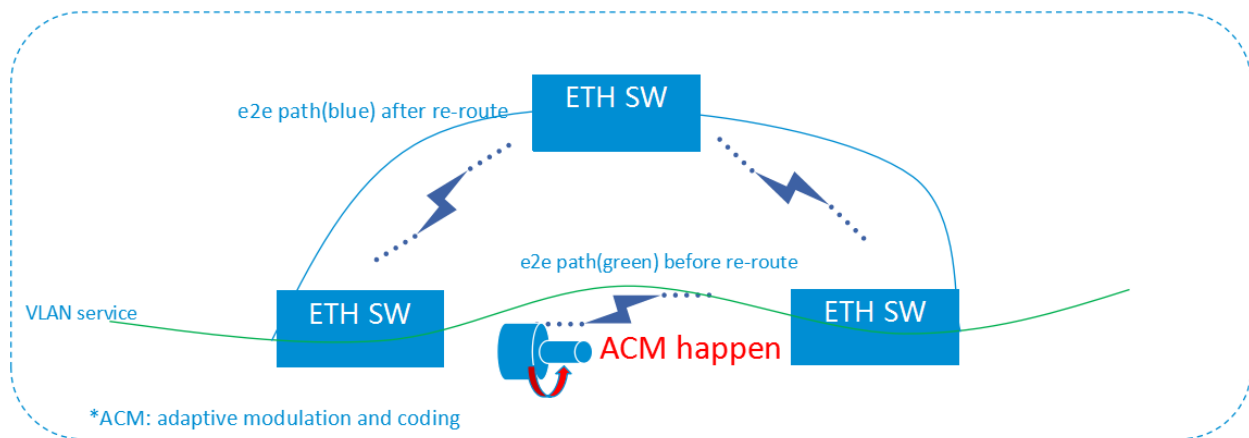 ETH SW
e2e path(blue) after re-route
e2e path(green) before re-route
VLAN service
ETH SW
ETH SW
ACM happen
*ACM: adaptive modulation and coding